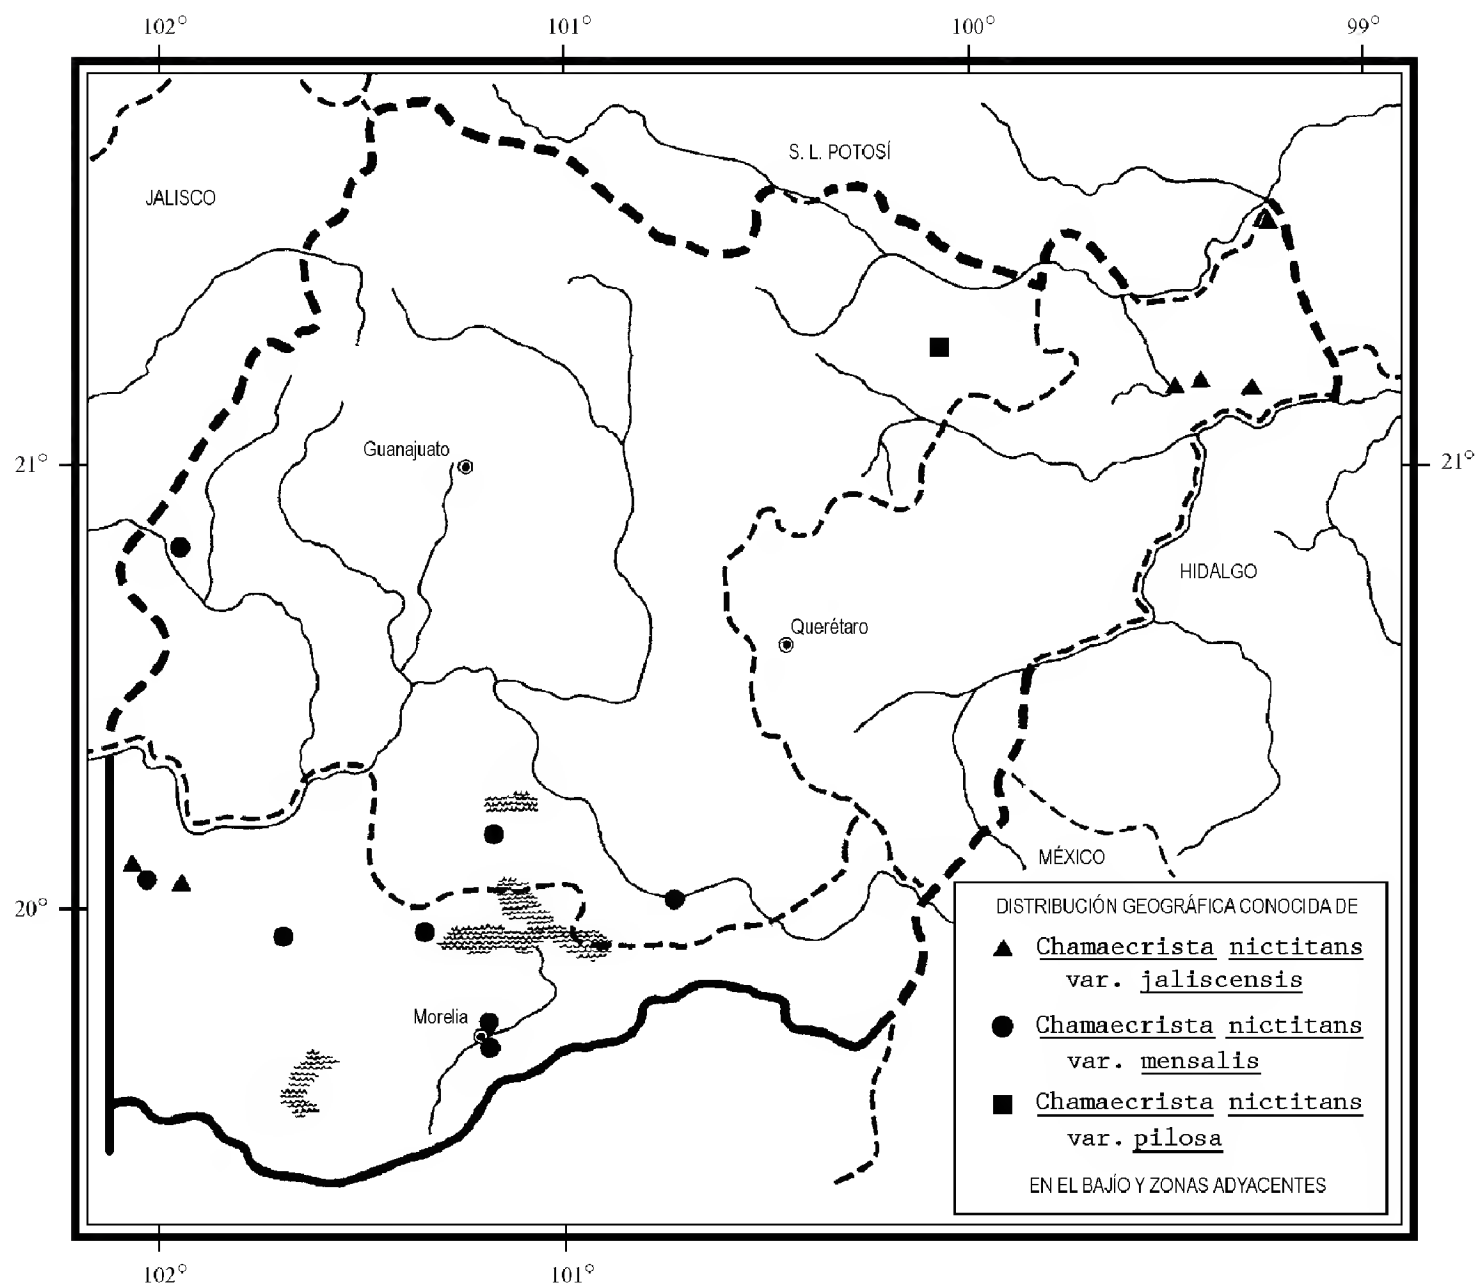 102° 101° 100° 99°
S. L. POTOSÍ
JALISCO
Guanajuato
21° 21°
HIDALGO
Querétaro
MÉXICO
20°
DISTRIBUCIÓN GEOGRÁFICA CONOCIDA DE
Chamaecrista nictitans
var. jaliscensis
Morelia
Chamaecrista nictitans
var. mensalis
Chamaecrista nictitans
var. pilosa
EN EL BAJÍO Y ZONAS ADYACENTES
102° 101°